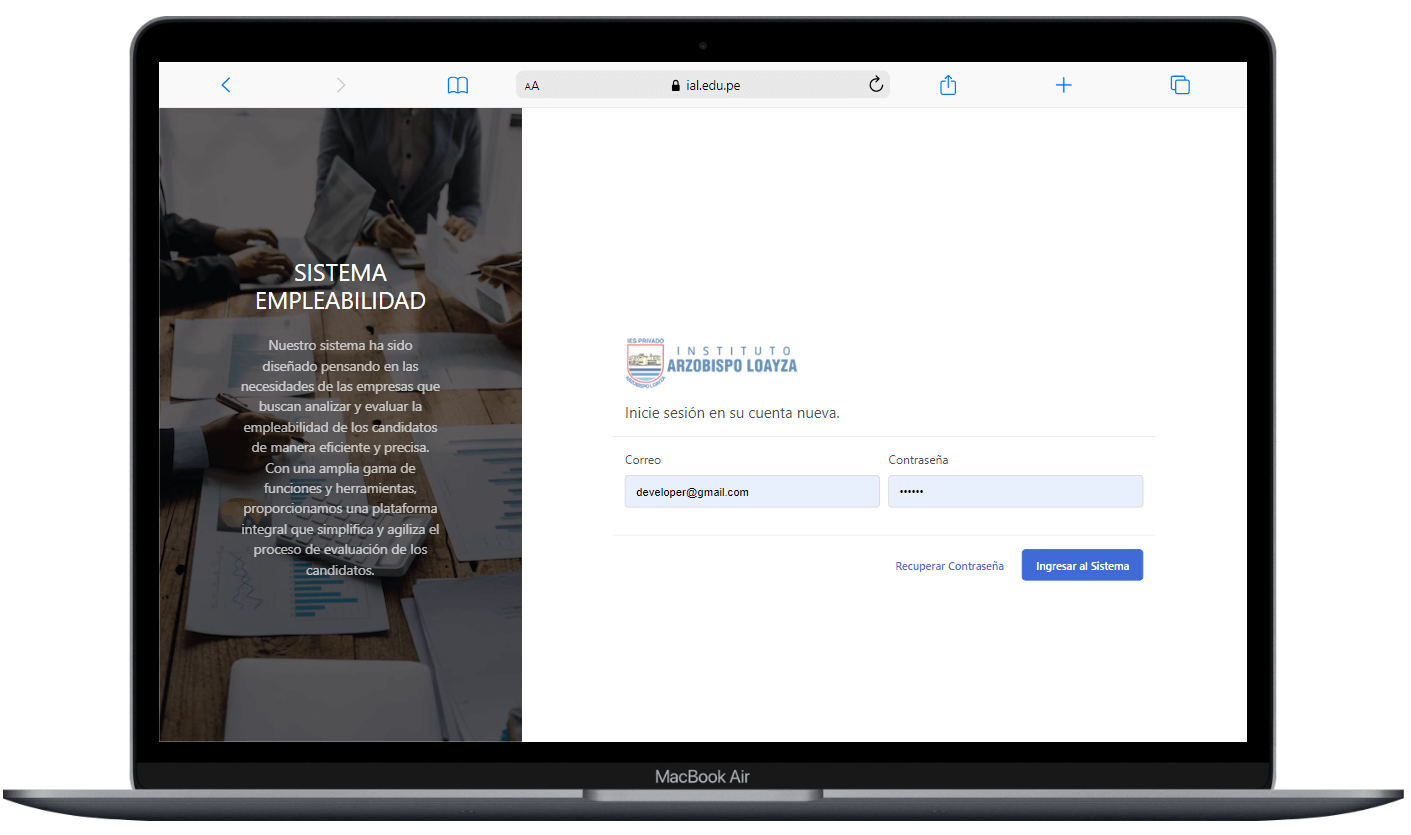 AA
ial.edu.pe
SISTEMA
EMPLEABILIDAD
Nuestro sistema ha sido
diseñado pensando en las
necesidades de las empresas que
buscan analizar y evaluar la
empleabilidad de los candidatos
de manera eficiente y precisa.
Con una amplia gama de
funciones y herramientas,
proporcionamos una plataforma
integral que simplifica y agiliza el
proceso de evaluación de los
candidatos.
IES PRIVADO
INSTITUTO
ARZOBISPO LOAYZA
ARZOBISPO LOAYZA
Inicie sesión en su cuenta nueva.
Correo
Contraseña
developer@gmail.com
••••••
Recuperar Contraseña
Ingresar al Sistema
MacBook Air